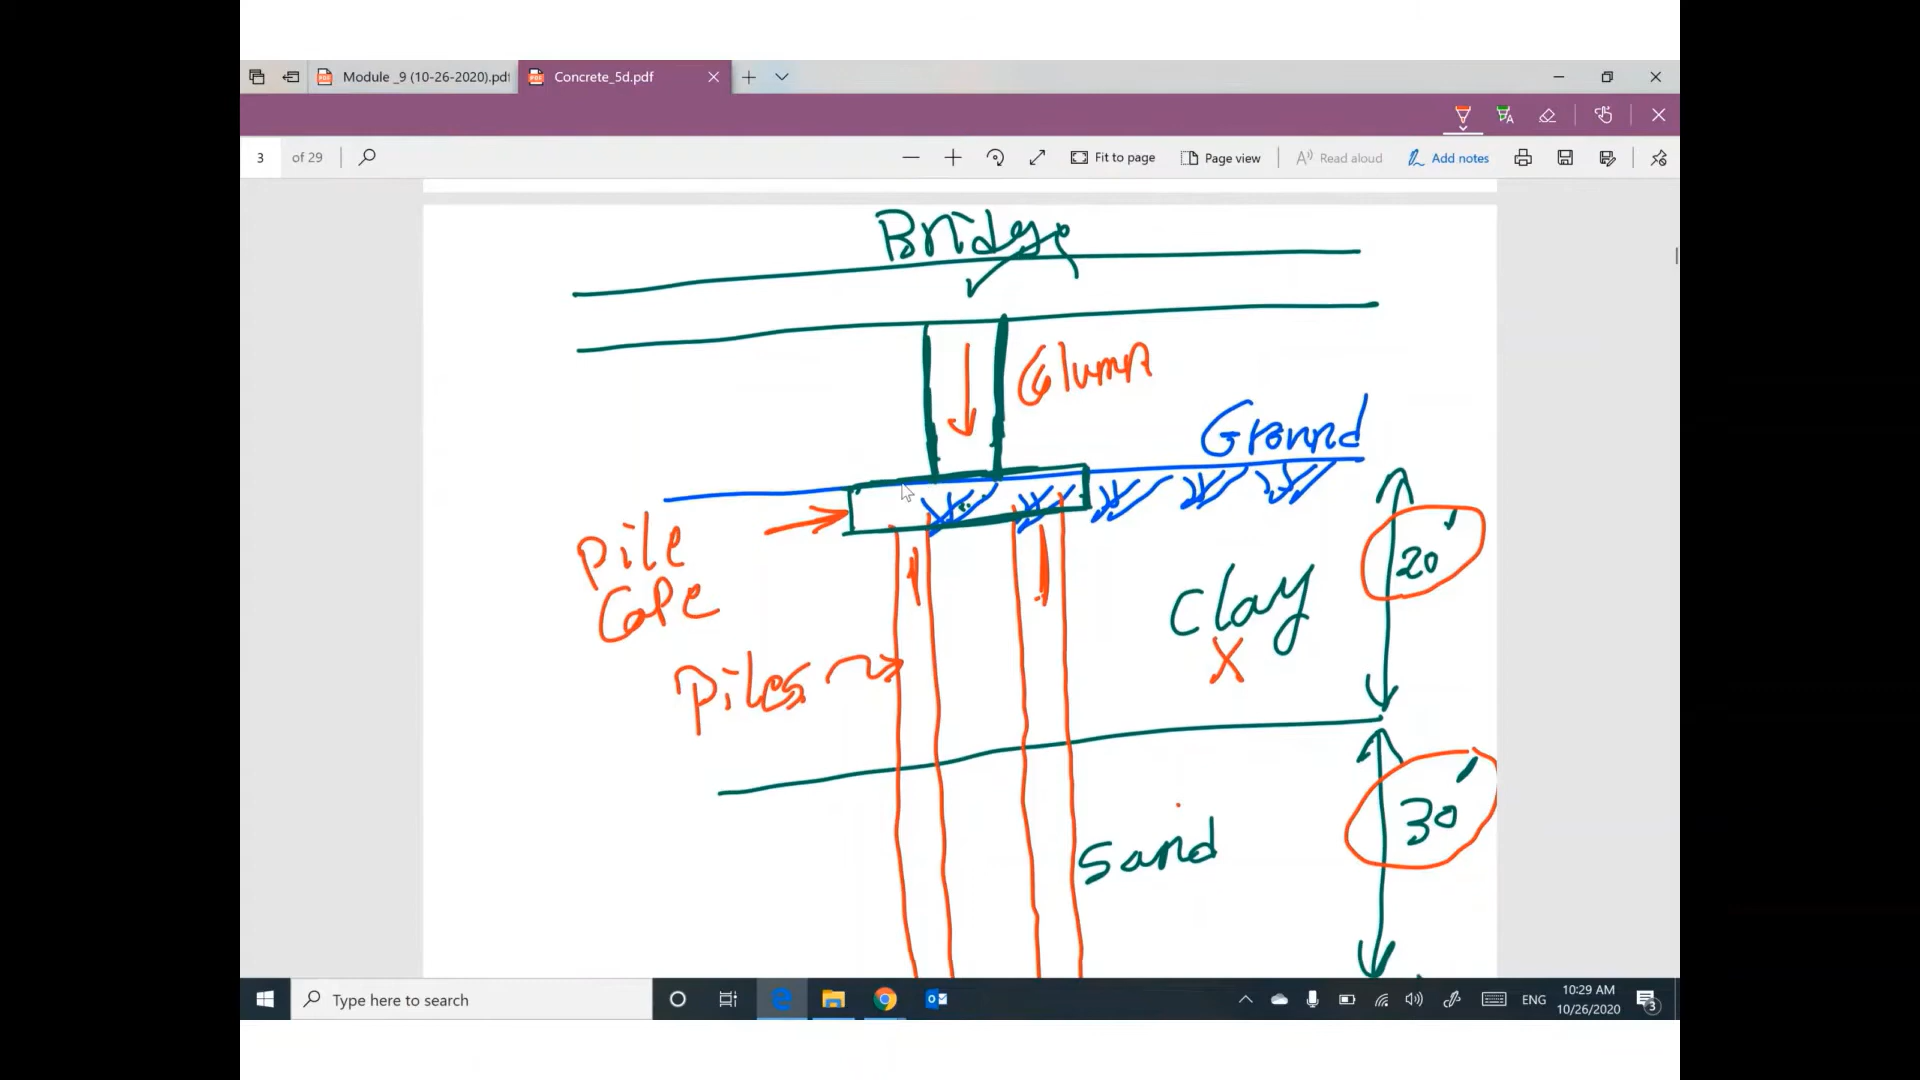 Module _9 (10-26-2020).pdf
Concrete_5d.pdf
3 of 29
Fit to page
Page view
Read aloud
Add notes
Bridge
Column
Ground
Pile
Cape
20'
Clay
X
Piles
30'
Sand
Type here to search
ENG
10:29 AM
10/26/2020
3